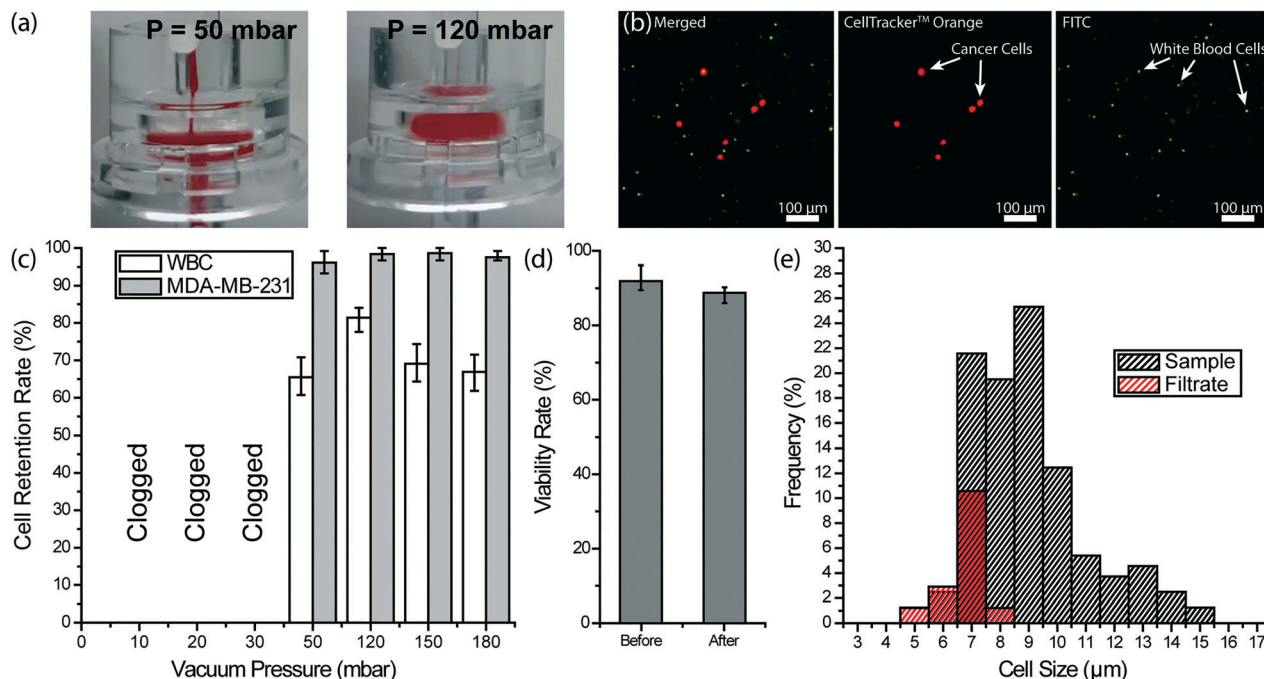 (a)
P = 50 mbar
P = 120 mbar
(b)
Merged
CellTracker™ Orange
FITC
Cancer Cells
White Blood Cells
100 µm
100 µm
100 µm
(c)
Cell Retention Rate (%)
100
90
80
70
60
50
40
30
20
10
0
WBC
MDA-MB-231
Clogged
Clogged
Clogged
0
10
20
30
50
120
150
180
Vacuum Pressure (mbar)
(d)
Viability Rate (%)
100
80
60
40
20
0
Before
After
(e)
Frequency (%)
30
28
26
24
22
20
18
16
14
12
10
8
6
4
2
0
Sample
Filtrate
3 4 5 6 7 8 9 10 11 12 13 14 15 16 17
Cell Size (µm)